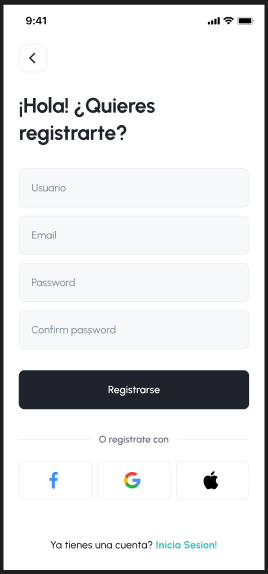 9:41
¡Hola! ¿Quieres
registrarte?
Usuario
Email
Password
Confirm password
Registrarse
O registrate con
Ya tienes una cuenta? Inicia Sesion!